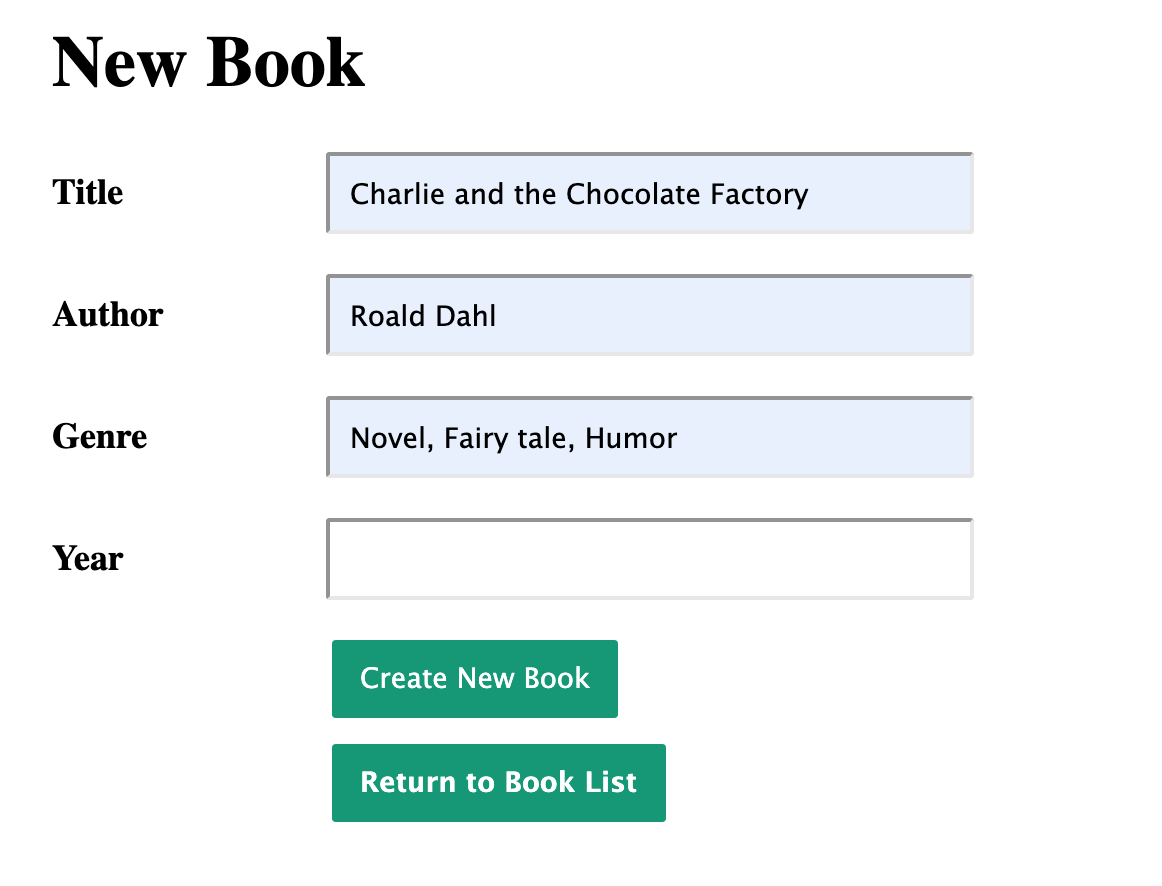 New Book
Title
Charlie and the Chocolate Factory
Author
Roald Dahl
Genre
Novel, Fairy tale, Humor
Year
Create New Book
Return to Book List